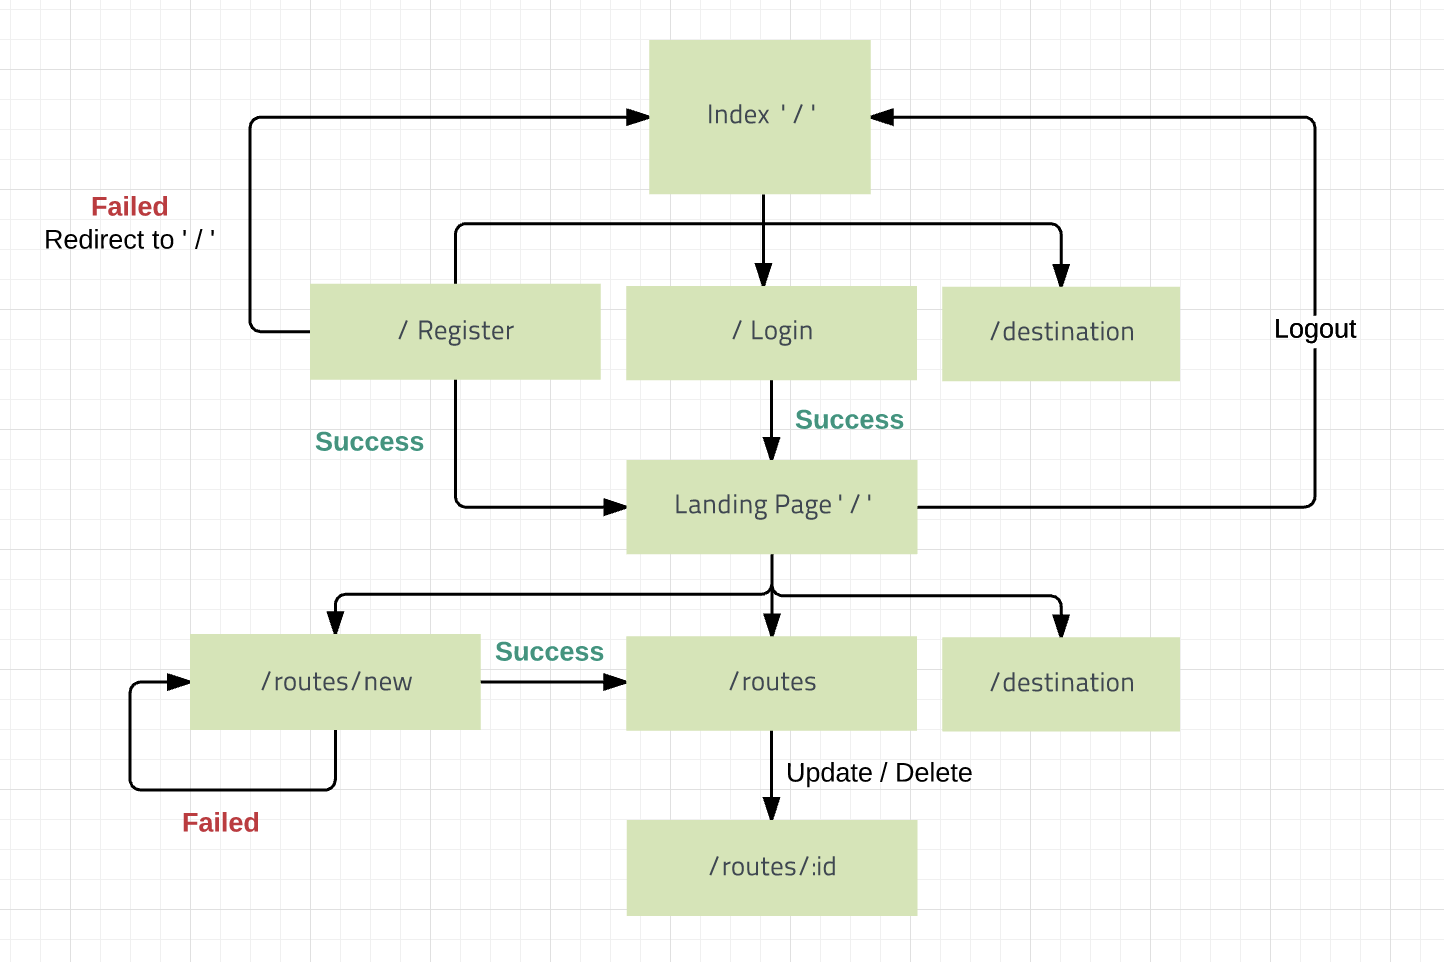 Index ' / '
Failed
Redirect to ' / '
/ Register
/ Login
/destination
Logout
Success
Success
Landing Page ' / '
/routes/new
Success
/routes
/destination
Update / Delete
Failed
/routes/:id